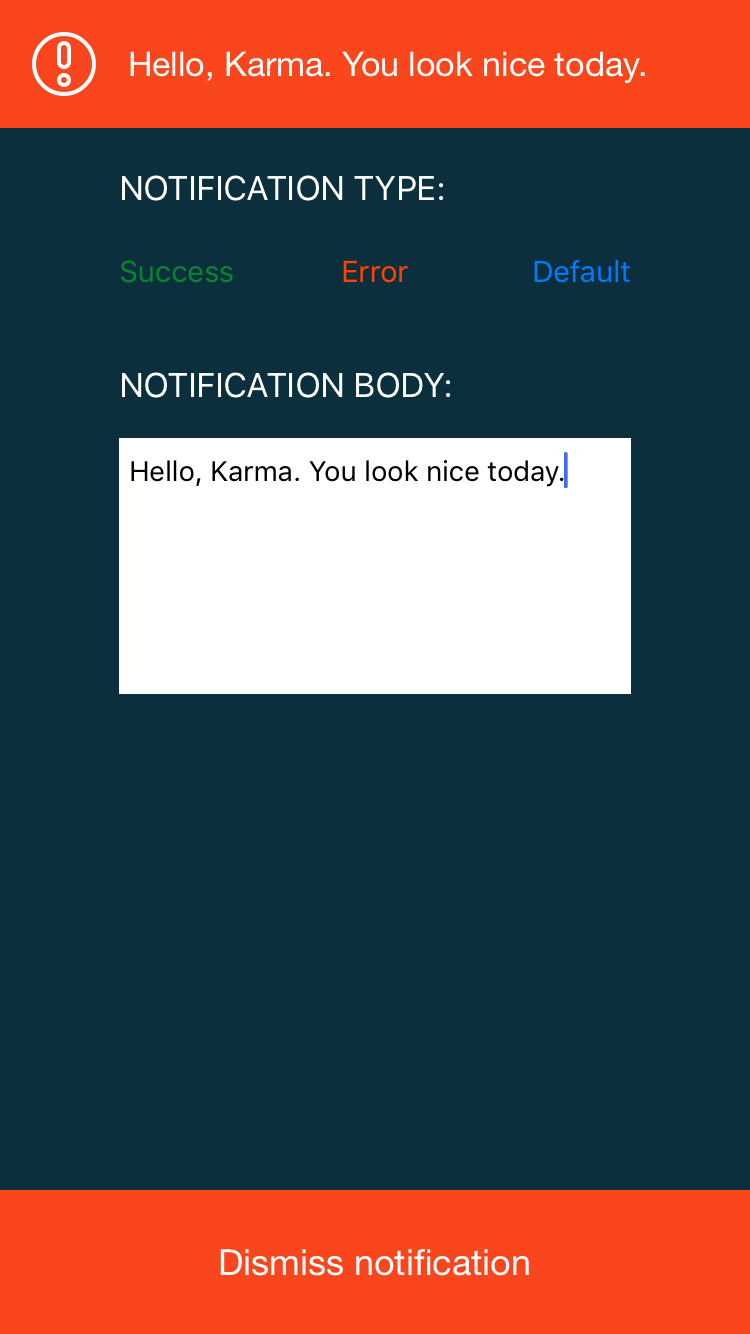 Hello, Karma. You look nice today.
NOTIFICATION TYPE:
Success Error Default
NOTIFICATION BODY:
Hello, Karma. You look nice today.
Dismiss notification